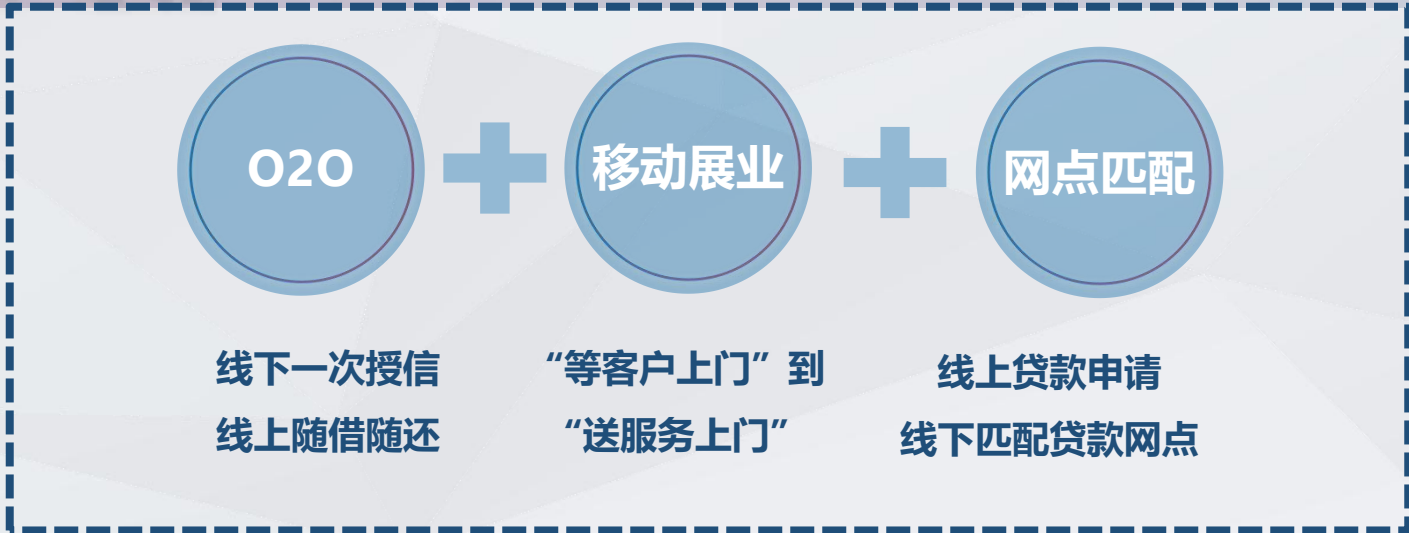 O2O
移动展业
网点匹配
线下一次授信
线上随借随还
“等客户上门”到
“送服务上门”
线上贷款申请
线下匹配贷款网点